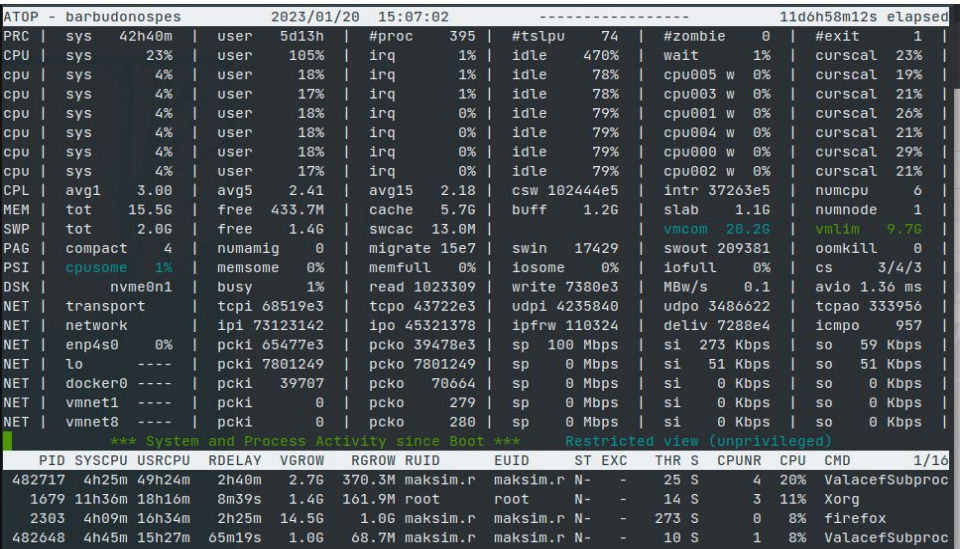 ATOP - barbudonospes 2023/01/20 15:07:02 ----------------- 11d6h58m12s elapsed
PRC | sys 42h40m | user 5d13h | #proc 395 | #tslpu 74 | #zombie 0 | #exit 1 |
CPU | sys 23% | user 105% | irq 1% | idle 470% | wait 1% | curscal 23% |
cpu | sys 4% | user 18% | irq 1% | idle 78% | cpu005 w 0% | curscal 19% |
cpu | sys 4% | user 17% | irq 1% | idle 78% | cpu003 w 0% | curscal 21% |
cpu | sys 4% | user 18% | irq 0% | idle 79% | cpu001 w 0% | curscal 26% |
cpu | sys 4% | user 18% | irq 0% | idle 79% | cpu004 w 0% | curscal 21% |
cpu | sys 4% | user 18% | irq 0% | idle 79% | cpu000 w 0% | curscal 29% |
cpu | sys 4% | user 17% | irq 0% | idle 79% | cpu002 w 0% | curscal 21% |
CPL | avg1 3.00 | avg5 2.41 | avg15 2.18 | csw 102444e5 | intr 37263e5 | numcpu 6 |
MEM | tot 15.5G | free 433.7M | cache 5.7G | buff 1.2G | slab 1.1G | numnode 1 |
SWP | tot 2.0G | free 1.4G | swcac 13.0M | | vmcom 20.2G | vmlim 9.7G |
PAG | compact 4 | numamig 0 | migrate 15e7 | swin 17429 | swout 209381 | oomkill 0 |
PSI | cpusome 1% | memsome 0% | memfull 0% | iosome 0% | iofull 0% | cs 3/4/3 |
DSK | nvme0n1 | busy 1% | read 1023309 | write 7380e3 | MBw/s 0.1 | avio 1.36 ms |
NET | transport | tcpi 68519e3 | tcpo 43722e3 | udpi 4235840 | udpo 3486622 | tcpao 333956 |
NET | network | ipi 73123142 | ipo 45321378 | ipfrw 110324 | deliv 7288e4 | icmpo 957 |
NET | enp4s0 0% | pcki 65477e3 | pcko 39478e3 | sp 100 Mbps | si 273 Kbps | so 59 Kbps |
NET | lo ---- | pcki 7801249 | pcko 7801249 | sp 0 Mbps | si 51 Kbps | so 51 Kbps |
NET | docker0 ---- | pcki 39707 | pcko 70664 | sp 0 Mbps | si 0 Kbps | so 0 Kbps |
NET | vmnet1 ---- | pcki 0 | pcko 279 | sp 0 Mbps | si 0 Kbps | so 0 Kbps |
NET | vmnet8 ---- | pcki 0 | pcko 280 | sp 0 Mbps | si 0 Kbps | so 0 Kbps |
*** System and Process Activity since Boot *** Restricted view (unprivileged)
PID SYSCPU USRCPU RDELAY VGROW RGROW RUID EUID ST EXC THR S CPUNR CPU CMD 1/16
482717 4h25m 49h24m 2h40m 2.7G 370.3M maksim.r maksim.r N- - 25 S 4 20% ValacefSubproc
1679 11h36m 18h16m 8m39s 1.4G 161.9M root root N- - 14 S 3 11% Xorg
2303 4h09m 16h34m 2h25m 14.5G 1.0G maksim.r maksim.r N- - 273 S 0 8% firefox
482648 4h45m 15h27m 65m19s 1.0G 68.7M maksim.r maksim.r N- - 10 S 1 8% ValacefSubproc